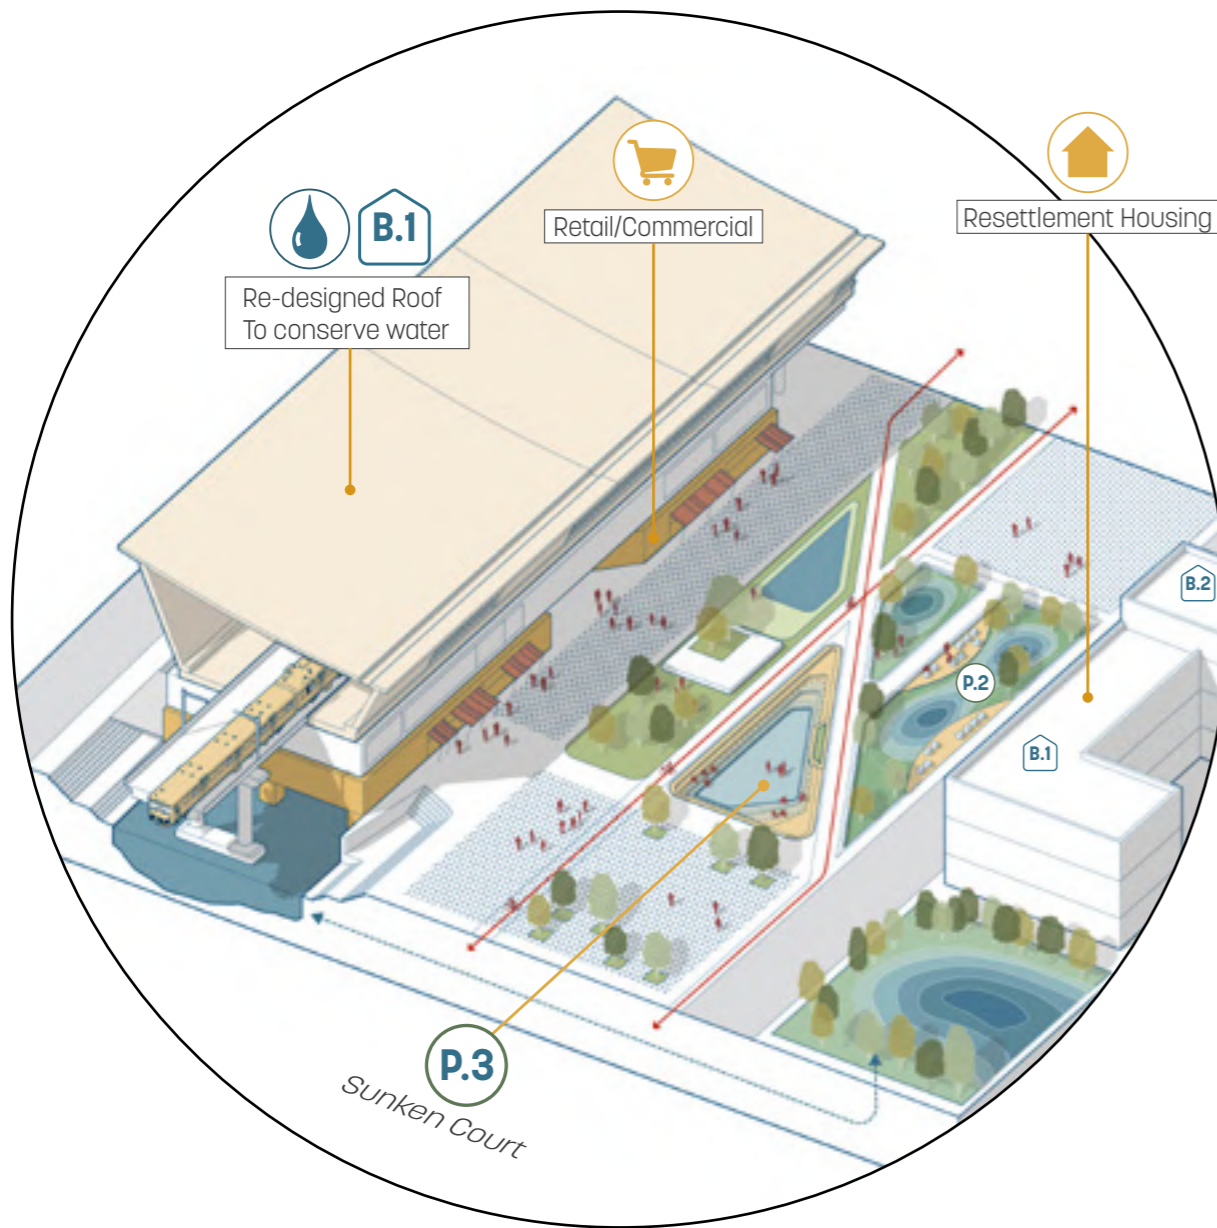 B.1
Re-designed Roof
To conserve water
Retail/Commercial
Resettlement Housing
B.2
P.2
B.1
P.3
Sunken Court